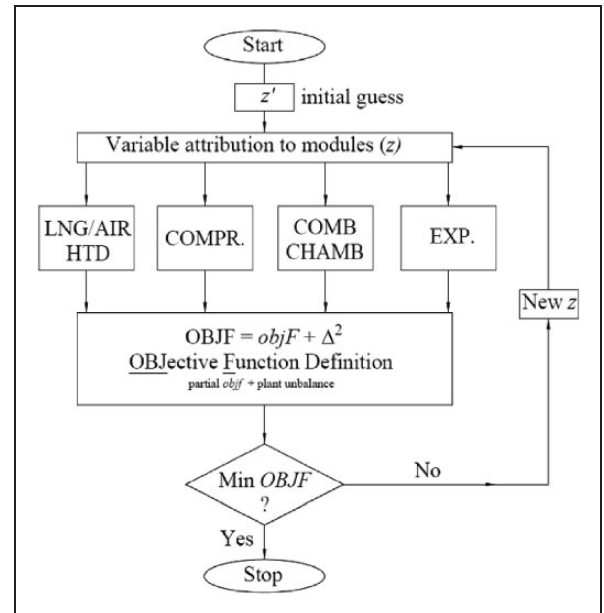 Start
z' initial guess
Variable attribution to modules (z)
LNG/AIR
HTD
COMPR.
COMB
CHAMB
EXP.
New z
OBJF = objF + Δ²
OBJective Function Definition
partial objf + plant unbalance
Min OBJF
?
No
Yes
Stop